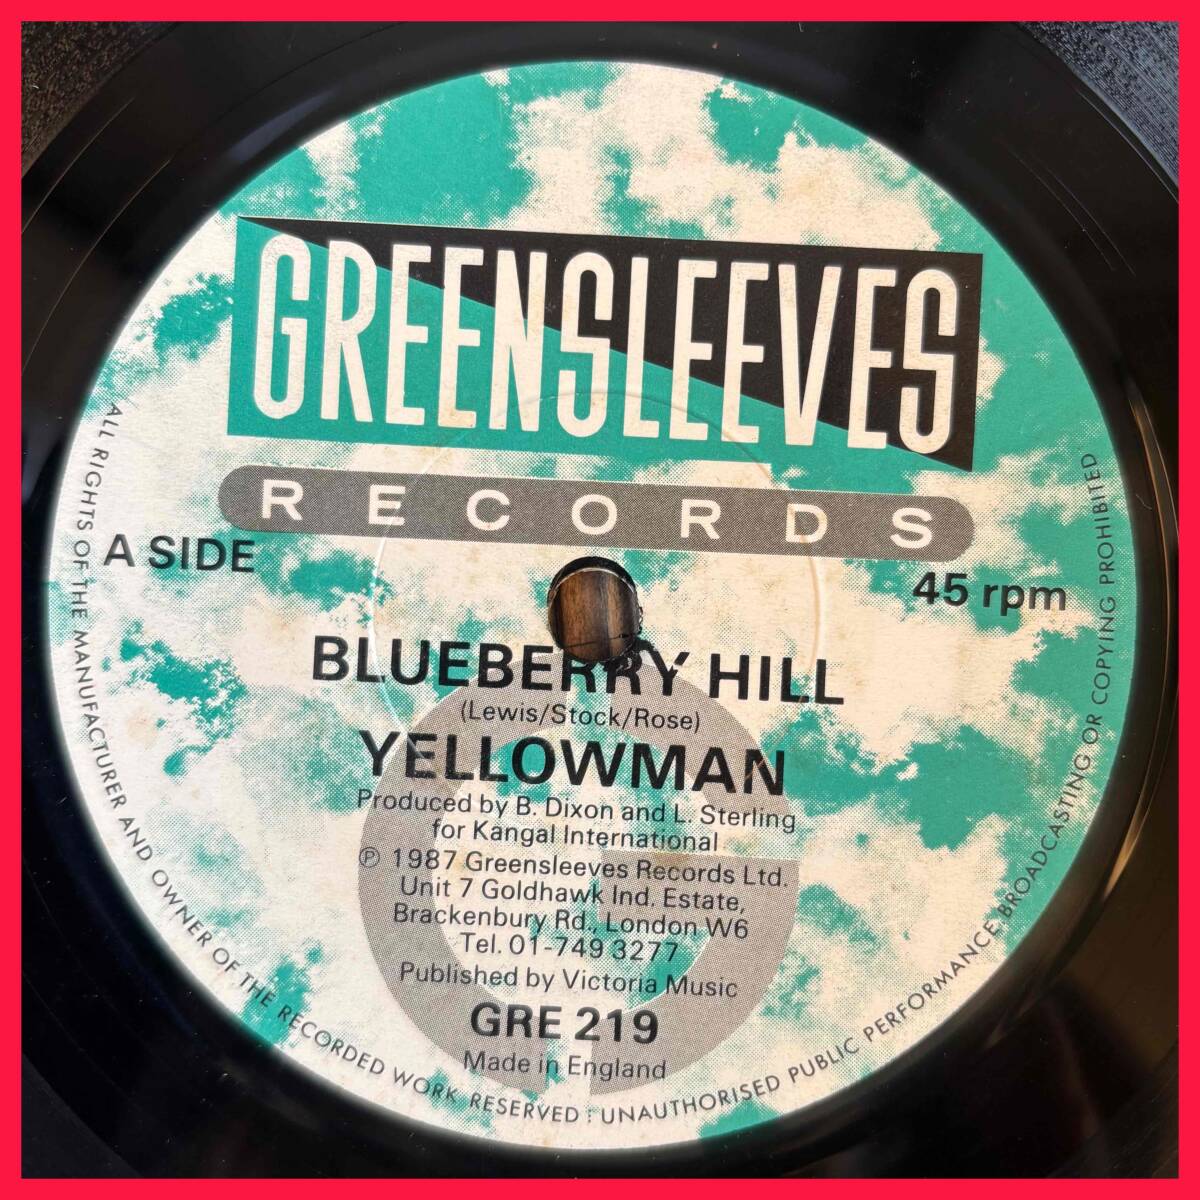 GREENSLEEVES
RECORDS
A SIDE
45 rpm
BLUEBERRY HILL
(Lewis/Stock/Rose)
YELLOWMAN
Produced by B. Dixon and L. Sterling
for Kangal International
℗ 1987 Greensleeves Records Ltd.
Unit 7 Goldhawk Ind. Estate,
Brackenbury Rd., London W6
Tel. 01-749 3277
Published by Victoria Music
GRE 219
Made in England
ALL RIGHTS OF THE MANUFACTURER AND OWNER OF THE RECORDED WORK RESERVED : UNAUTHORISED PUBLIC PERFORMANCE, BROADCASTING OR COPYING PROHIBITED